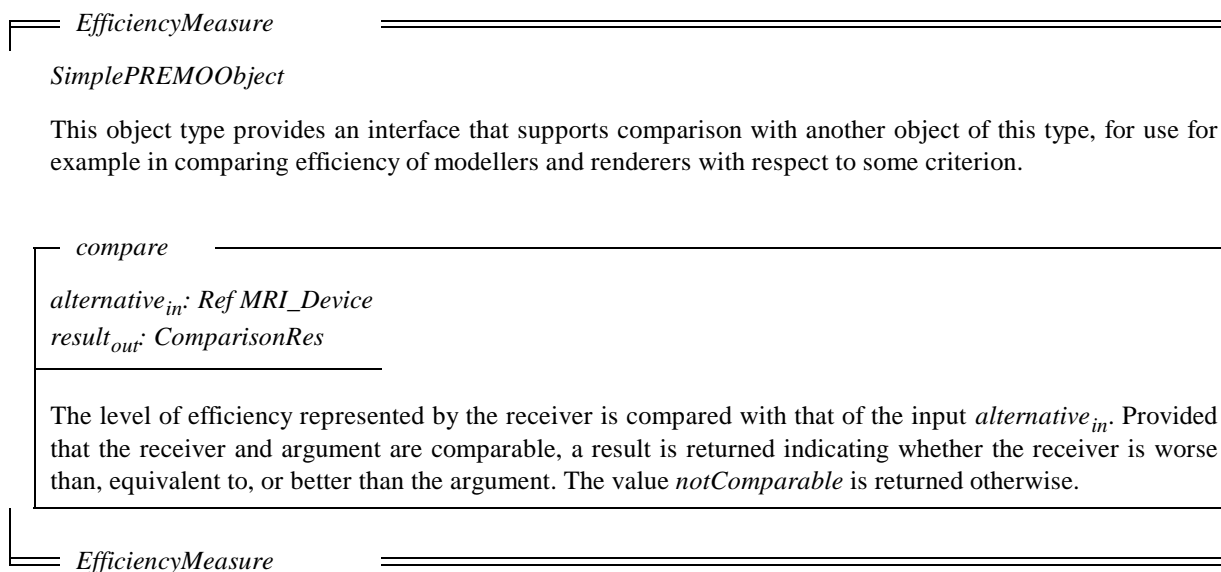 EfficiencyMeasure
SimplePREMOObject
This object type provides an interface that supports comparison with another object of this type, for use for
example in comparing efficiency of modellers and renderers with respect to some criterion.
compare
alternative_in: Ref MRI_Device
result_out: ComparisonRes
The level of efficiency represented by the receiver is compared with that of the input alternative_in. Provided
that the receiver and argument are comparable, a result is returned indicating whether the receiver is worse
than, equivalent to, or better than the argument. The value notComparable is returned otherwise.
EfficiencyMeasure